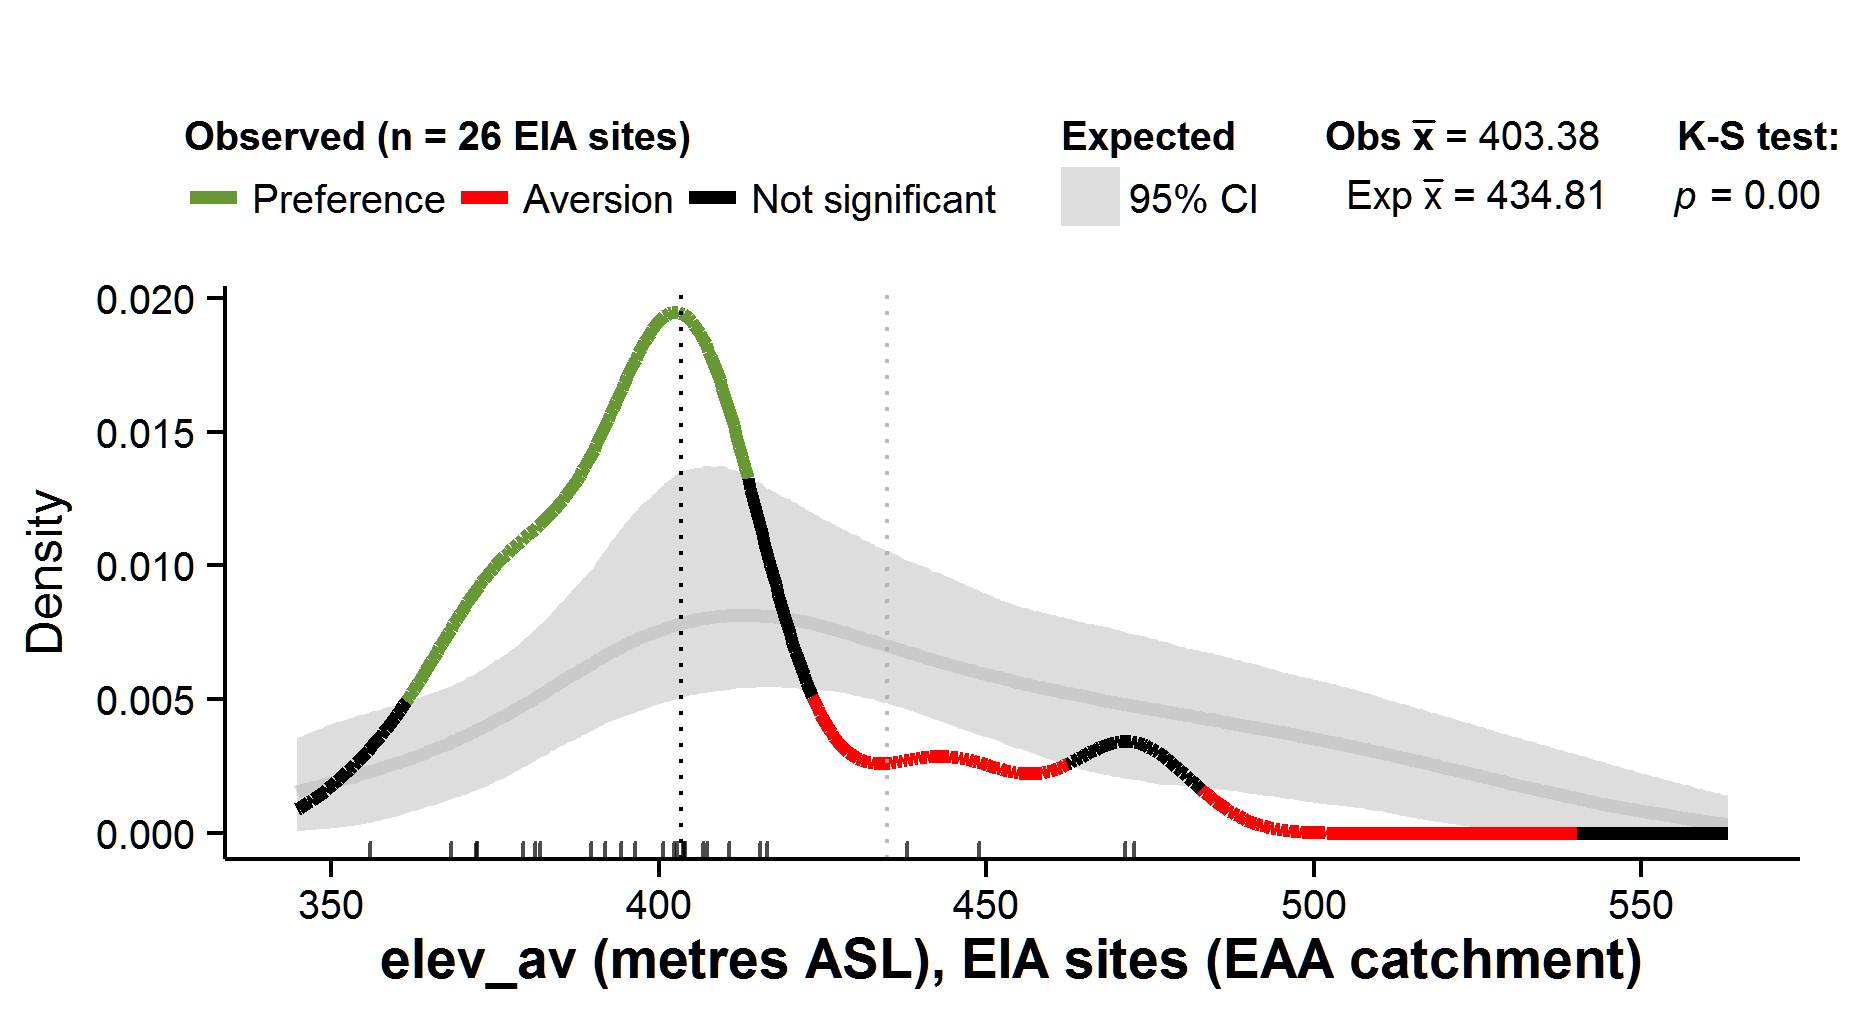 Observed (n = 26 EIA sites) Expected Obs x̅ = 403.38 K-S test:
Preference Aversion Not significant 95% CI Exp x̅ = 434.81 p = 0.00
0.020
0.015
0.010
0.005
0.000
Density
350 400 450 500 550
elev_av (metres ASL), EIA sites (EAA catchment)